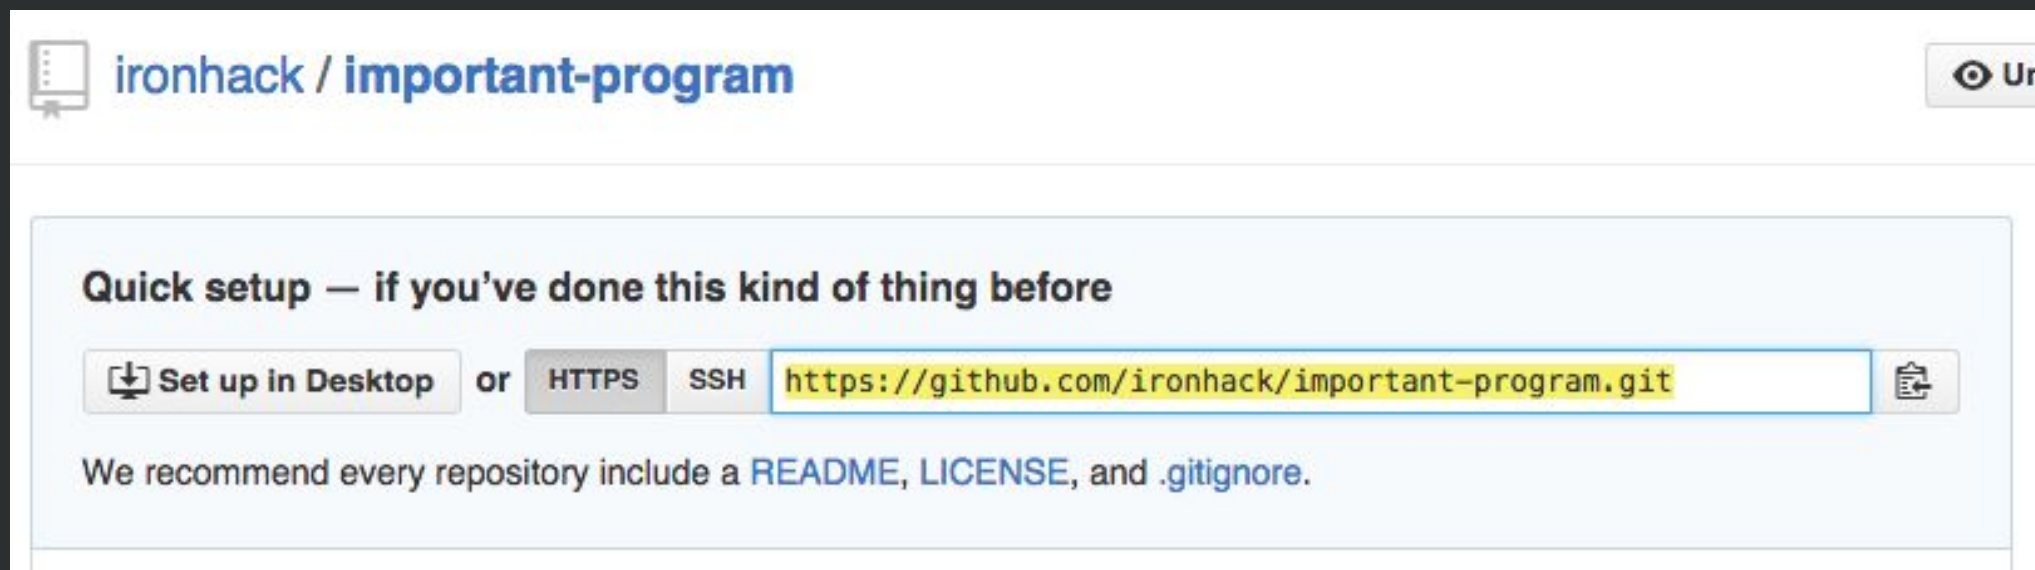 ironhack / important-program
Quick setup — if you've done this kind of thing before
Set up in Desktop or HTTPS SSH https://github.com/ironhack/important-program.git
We recommend every repository include a README, LICENSE, and .gitignore.